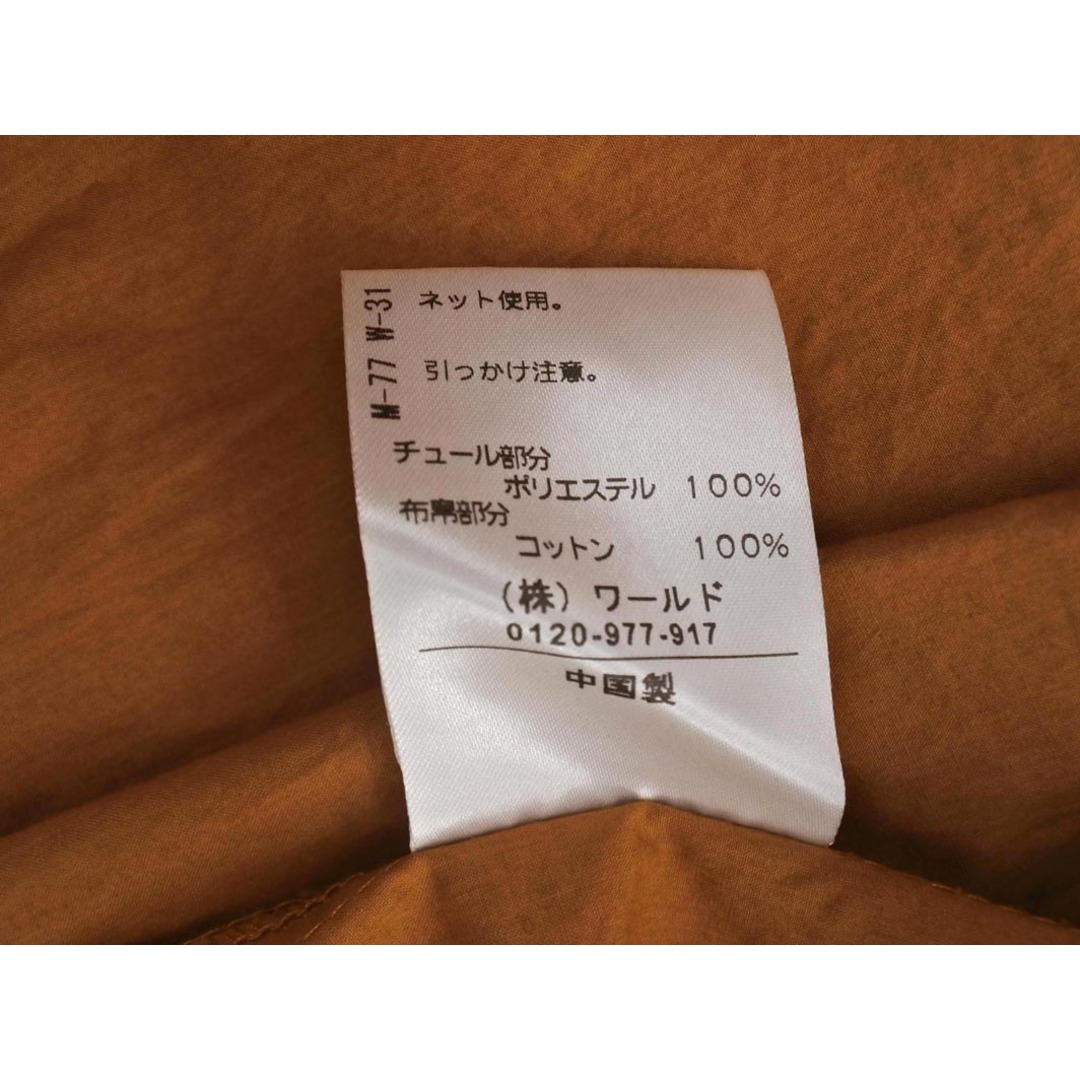 M-77 W-31
ネット使用。
引っかけ注意。
チュール部分
ポリエステル 100%
布帛部分
コットン 100%
(株) ワールド
0120-977-917
中国製